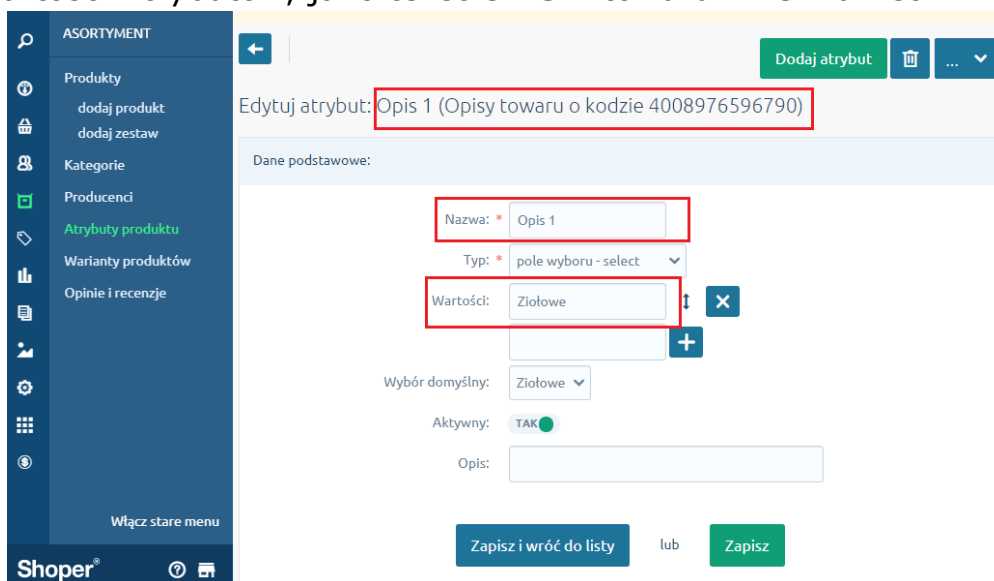 ASORTYMENT
Produkty
dodaj produkt
dodaj zestaw
Kategorie
Producenci
Atrybuty produktu
Warianty produktów
Opinie i recenzje
Włącz stare menu
Shoper®
Dodaj atrybut
...
Edytuj atrybut: Opis 1 (Opisy towaru o kodzie 4008976596790)
Dane podstawowe:
Nazwa: * Opis 1
Typ: * pole wyboru - select
Wartości: Ziołowe
Wybór domyślny: Ziołowe
Aktywny: TAK
Opis:
Zapisz i wróć do listy lub Zapisz